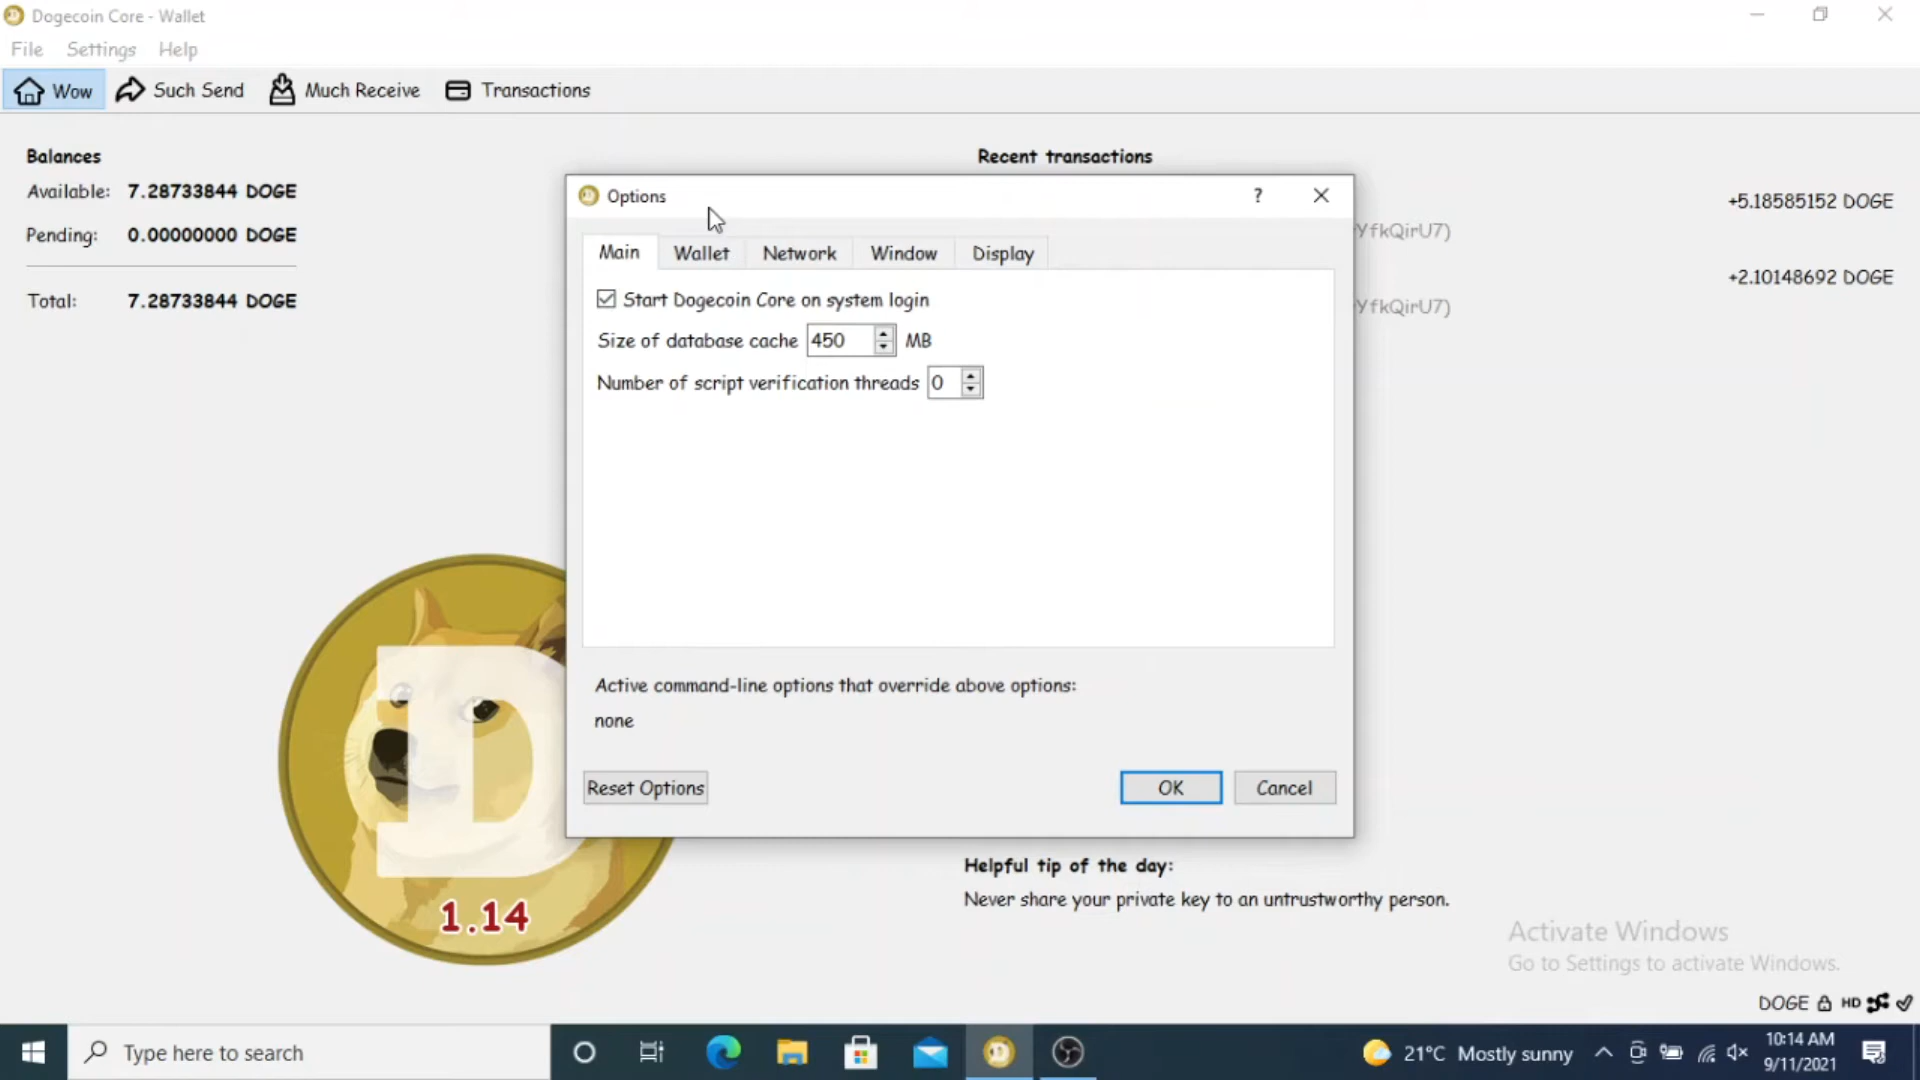 Dogecoin Core - Wallet
File Settings Help
Wow Such Send Much Receive Transactions
Balances
Available: 7.28733844 DOGE
Pending: 0.00000000 DOGE
Total: 7.28733844 DOGE
Recent transactions
+5.18585152 DOGE
YfkQirU7)
+2.10148692 DOGE
YfkQirU7)
Options ?
Main Wallet Network Window Display
Start Dogecoin Core on system login
Size of database cache 450 MB
Number of script verification threads 0
Active command-line options that override above options:
none
Reset Options OK Cancel
D
1.14
Helpful tip of the day:
Never share your private key to an untrustworthy person.
Activate Windows
Go to Settings to activate Windows.
DOGE HD
Type here to search
21°C Mostly sunny
10:14 AM
9/11/2021